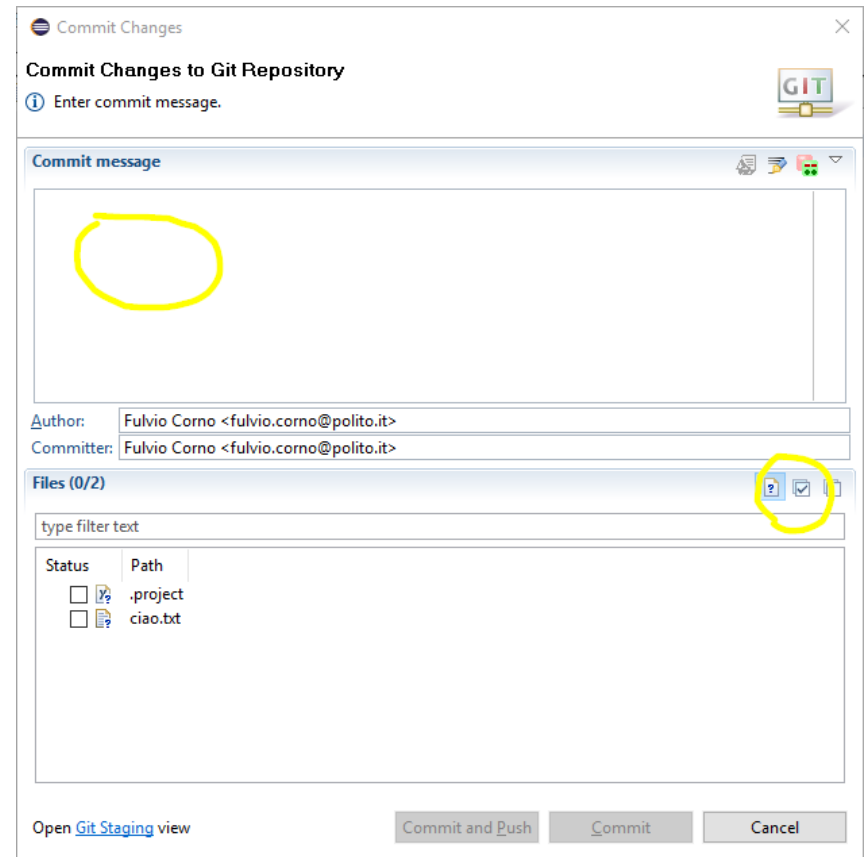 Commit Changes
Commit Changes to Git Repository
Enter commit message.
GIT
Commit message
Author: Fulvio Corno <fulvio.corno@polito.it>
Committer: Fulvio Corno <fulvio.corno@polito.it>
Files (0/2)
type filter text
Status Path
.project
ciao.txt
Open Git Staging view Commit and Push Commit Cancel